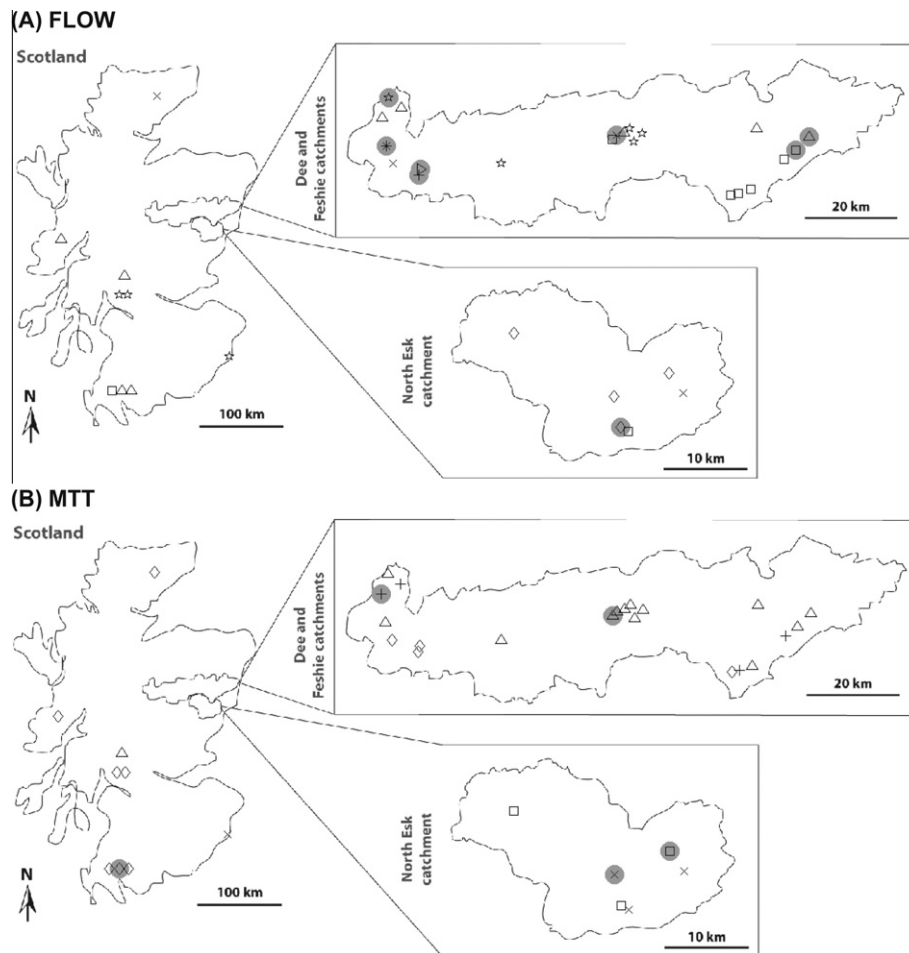 (A) FLOW
Scotland
Dee and
Feshie catchments
20 km
North Esk
catchment
N
100 km
10 km
(B) MTT
Scotland
Dee and
Feshie catchments
20 km
North Esk
catchment
N
100 km
10 km